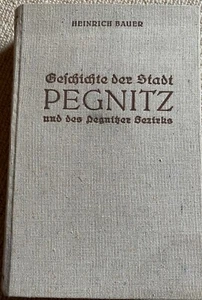 HEINRICH BAUER
Geschichte der Stadt
PEGNITZ
und des Pegnitzer Bezirks